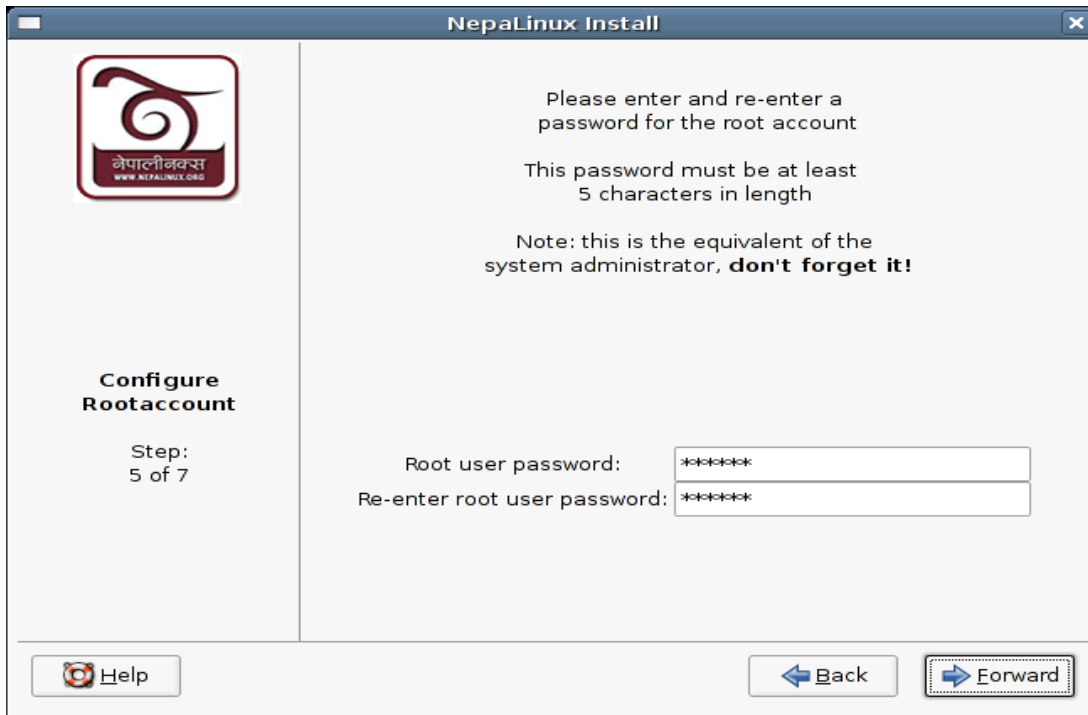 NepaLinux Install
नेपालीनक्स
WWW.NEPALINUX.ORG
Configure
Rootaccount
Step:
5 of 7
Please enter and re-enter a
password for the root account
This password must be at least
5 characters in length
Note: this is the equivalent of the
system administrator, don't forget it!
Root user password: ******
Re-enter root user password: ******
Help
Back
Forward